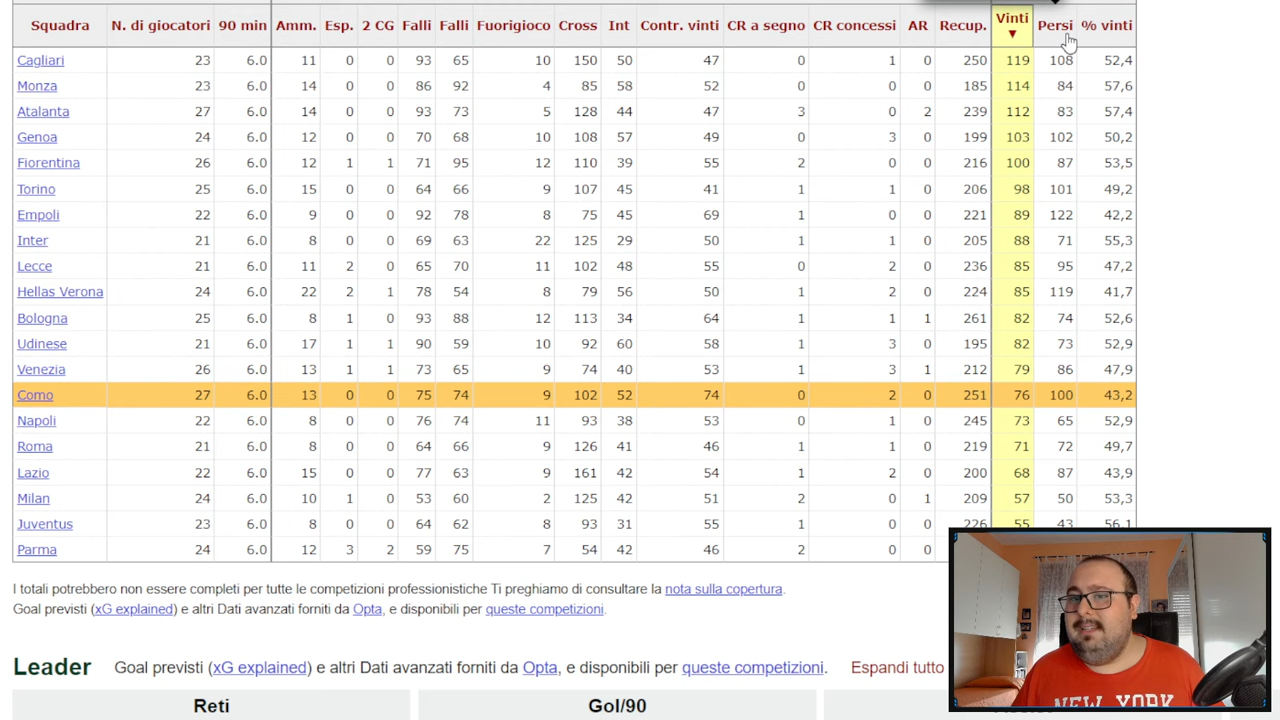 Squadra N. di giocatori 90 min Amm. Esp. 2 CG Falli Falli Fuorigioco Cross Int Contr. vinti CR a segno CR concessi AR Recup. Vinti ▼ Persi % vinti
Cagliari 23 6.0 11 0 0 93 65 10 150 50 47 0 1 0 250 119 108 52,4
Monza 23 6.0 14 0 0 86 92 4 85 58 52 0 0 0 185 114 84 57,6
Atalanta 27 6.0 14 0 0 93 73 5 128 44 47 3 0 2 239 112 83 57,4
Genoa 24 6.0 12 0 0 70 68 10 108 57 49 0 3 0 199 103 102 50,2
Fiorentina 26 6.0 12 1 1 71 95 12 110 39 55 2 0 0 216 100 87 53,5
Torino 25 6.0 15 0 0 64 66 9 107 45 41 1 1 0 206 98 101 49,2
Empoli 22 6.0 9 0 0 92 78 8 75 45 69 1 0 0 221 89 122 42,2
Inter 21 6.0 8 0 0 69 63 22 125 29 50 1 1 0 205 88 71 55,3
Lecce 21 6.0 11 2 0 65 70 11 102 48 55 0 2 0 236 85 95 47,2
Hellas Verona 24 6.0 22 2 1 78 54 8 79 56 50 1 2 0 224 85 119 41,7
Bologna 25 6.0 8 1 0 93 88 12 113 34 64 1 1 1 261 82 74 52,6
Udinese 21 6.0 17 1 1 90 59 10 92 60 58 1 3 0 195 82 73 52,9
Venezia 26 6.0 13 1 1 73 65 9 74 40 53 1 3 1 212 79 86 47,9
Como 27 6.0 13 0 0 75 74 9 102 52 74 0 2 0 251 76 100 43,2
Napoli 22 6.0 8 0 0 76 74 11 93 38 53 0 1 0 245 73 65 52,9
Roma 21 6.0 8 0 0 64 66 9 126 41 46 1 1 0 219 71 72 49,7
Lazio 22 6.0 15 0 0 77 63 9 161 42 54 1 2 0 200 68 87 43,9
Milan 24 6.0 10 1 0 53 60 2 125 42 51 2 0 1 209 57 50 53,3
Juventus 23 6.0 8 0 0 64 62 8 93 31 55 1 0 0 226 55 43 56,1
Parma 24 6.0 12 3 2 59 75 7 54 42 46 2 0 0
I totali potrebbero non essere completi per tutte le competizioni professionistiche Ti preghiamo di consultare la nota sulla copertura.
Goal previsti (xG explained) e altri Dati avanzati forniti da Opta, e disponibili per queste competizioni.
Leader Goal previsti (xG explained) e altri Dati avanzati forniti da Opta, e disponibili per queste competizioni. Espandi tutto
Reti Gol/90
NEW YORK